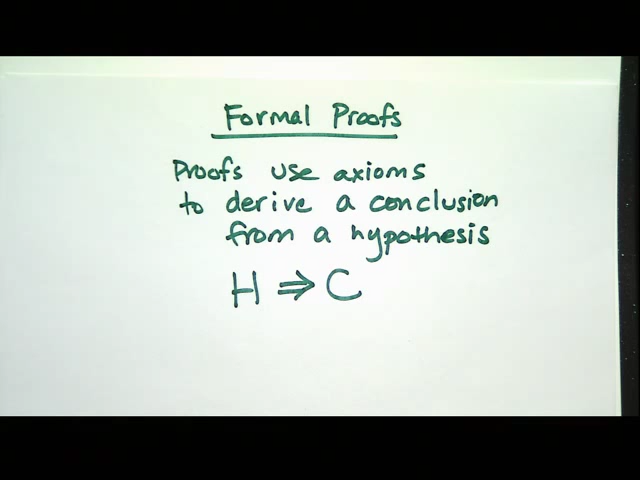 Formal Proofs
Proofs use axioms
to derive a conclusion
from a hypothesis
H ⇒ C